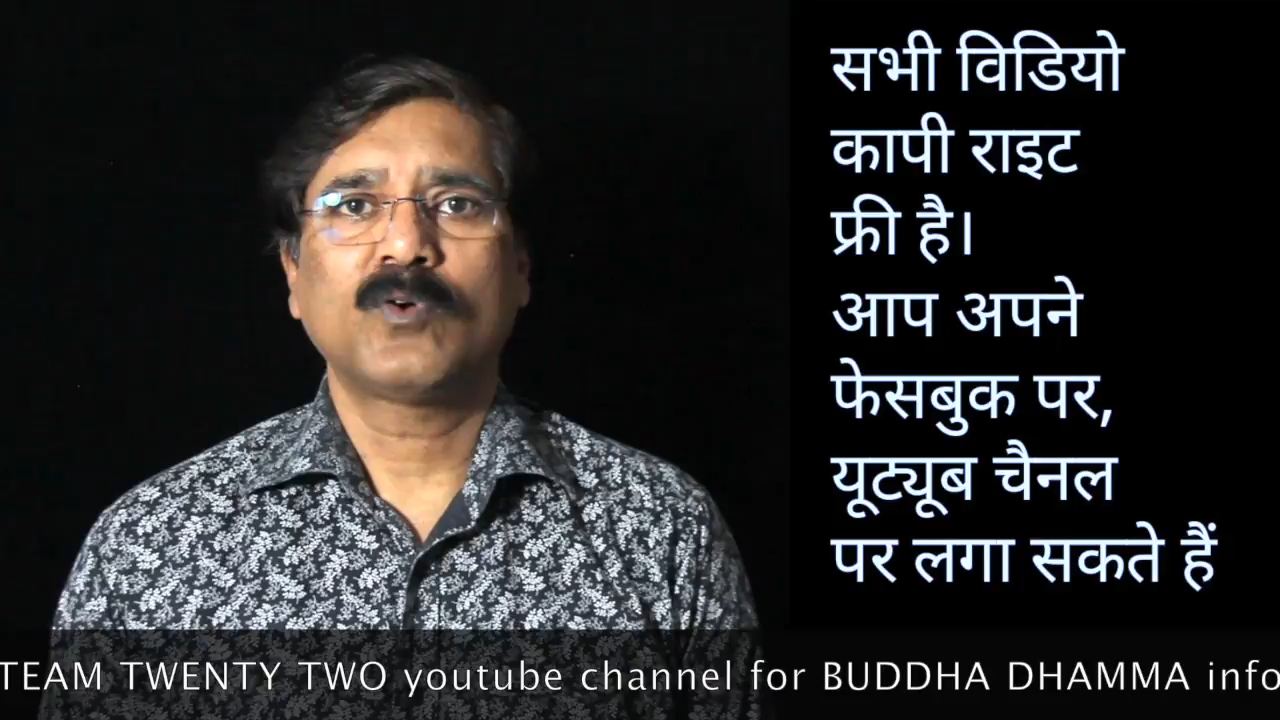 सभी विडियो
कापी राइट
फ्री है।
आप अपने
फेसबुक पर,
यूट्यूब चैनल
पर लगा सकते हैं
TEAM TWENTY TWO youtube channel for BUDDHA DHAMMA info